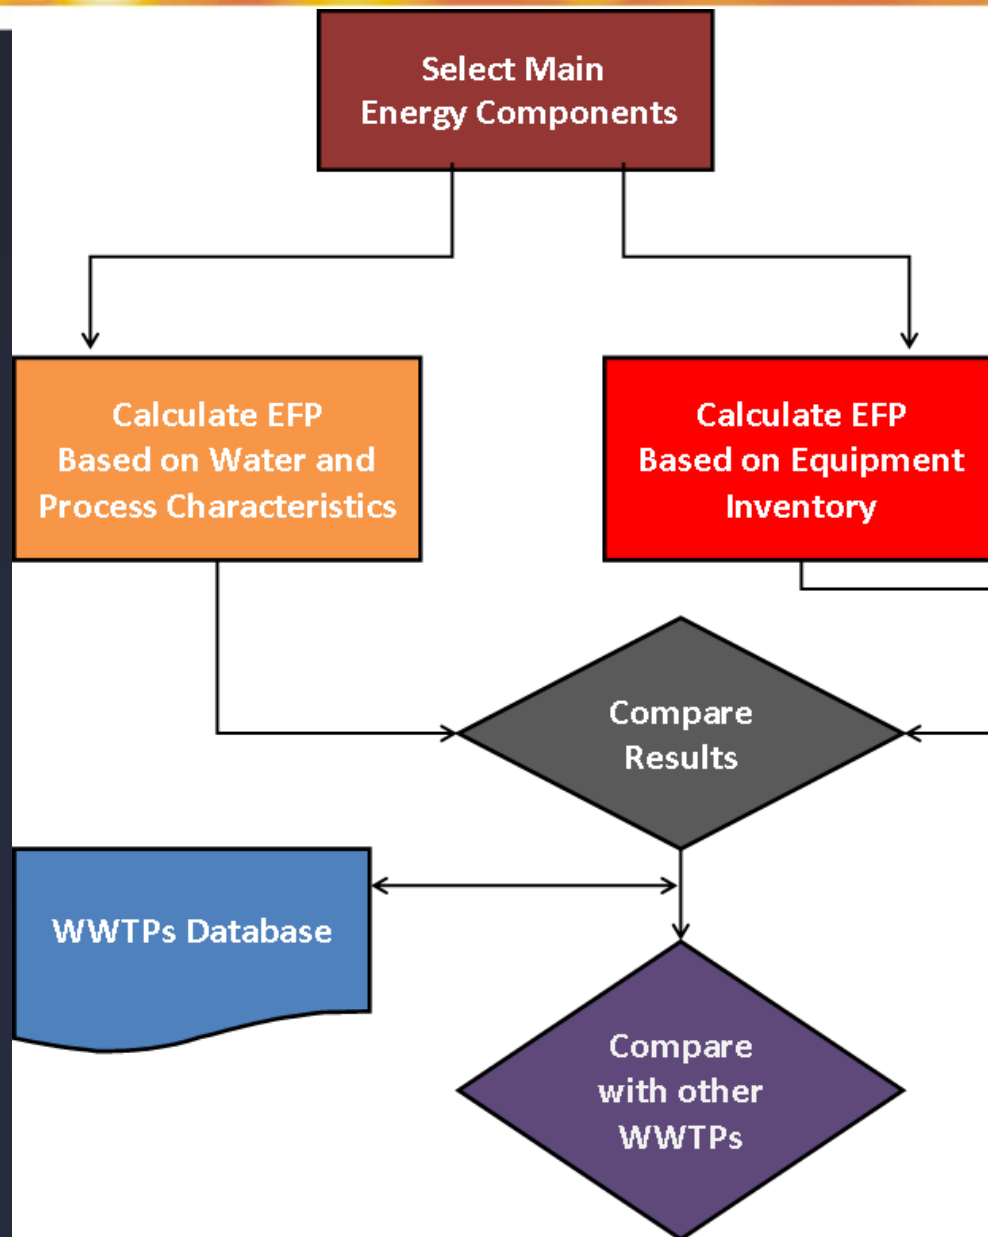 Select Main
Energy Components
Calculate EFP
Based on Water and
Process Characteristics
Calculate EFP
Based on Equipment
Inventory
Compare
Results
WWTPs Database
Compare
with other
WWTPs